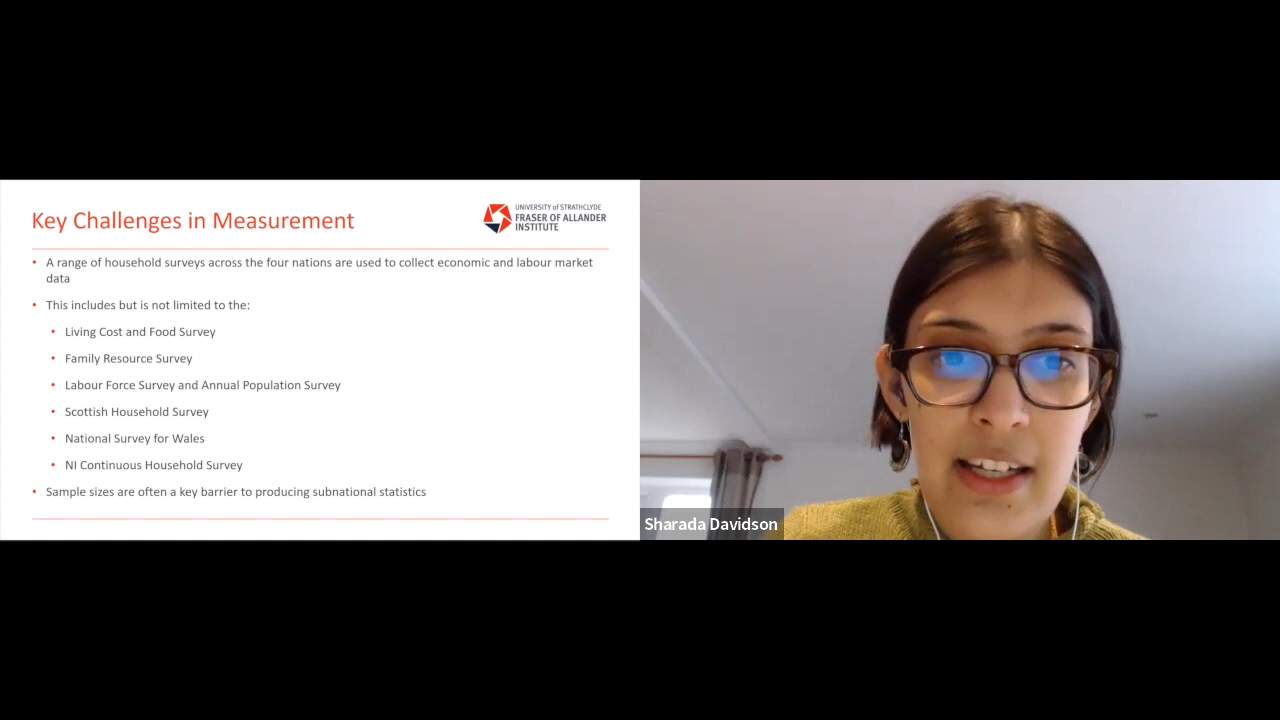 Key Challenges in Measurement
UNIVERSITY OF STRATHCLYDE
FRASER OF ALLANDER
INSTITUTE
• A range of household surveys across the four nations are used to collect economic and labour market
data
• This includes but is not limited to the:
• Living Cost and Food Survey
• Family Resource Survey
• Labour Force Survey and Annual Population Survey
• Scottish Household Survey
• National Survey for Wales
• NI Continuous Household Survey
• Sample sizes are often a key barrier to producing subnational statistics
Sharada Davidson